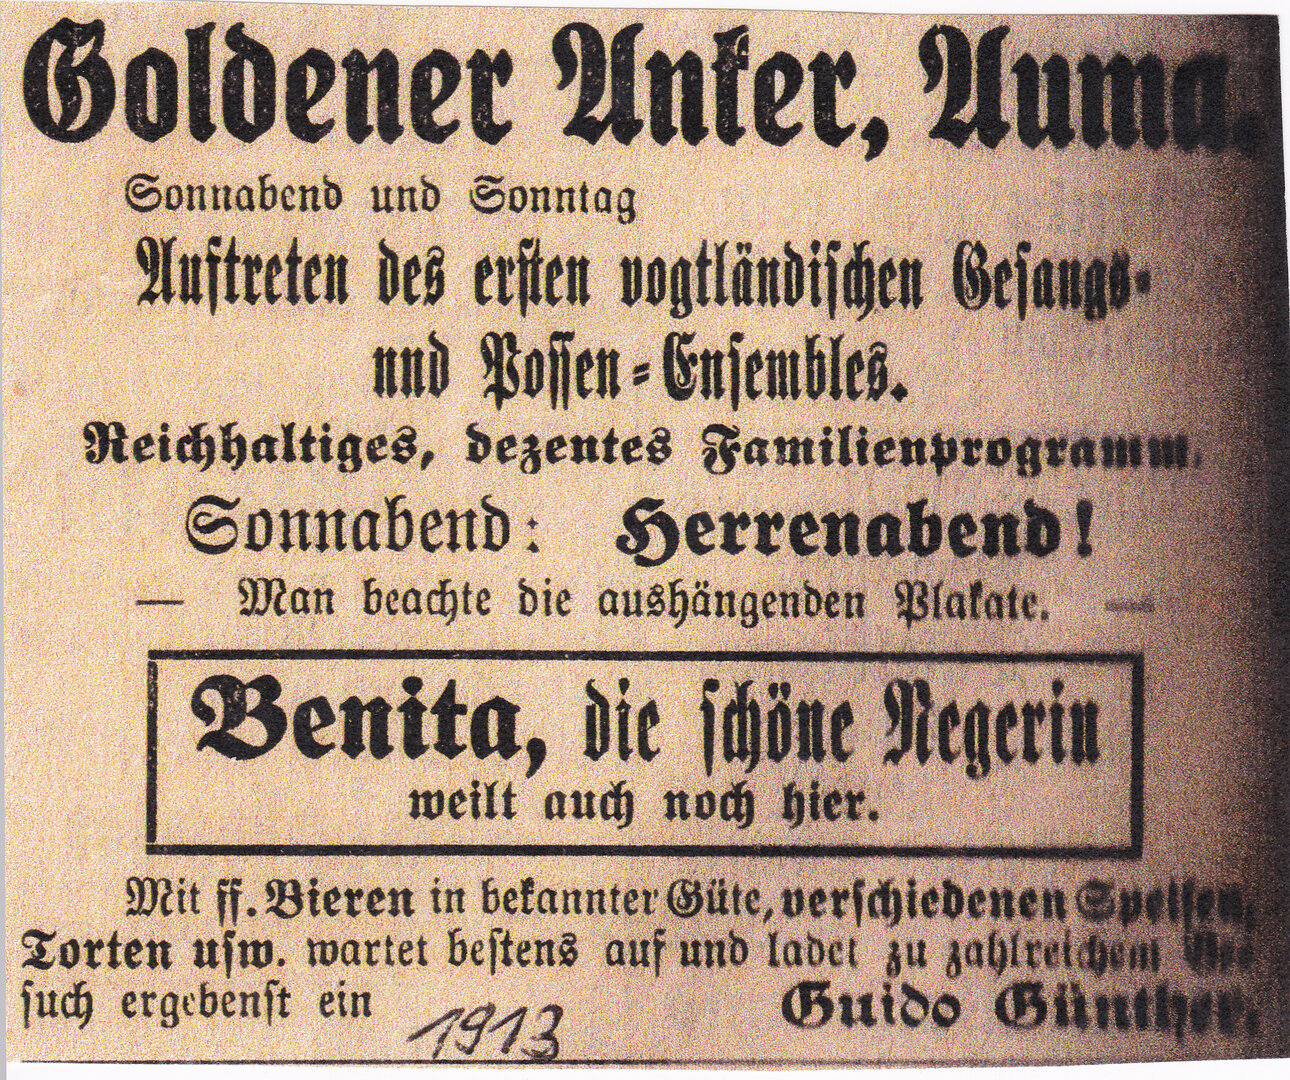 Goldener Anker, Auma.
Sonnabend und Sonntag
Auftreten des ersten vogtländischen Gesangs-
und Possen-Ensembles.
Reichhaltiges, dezentes Familienprogramm.
Sonnabend: Herrenabend!
— Man beachte die aushängenden Plakate. —
Benita, die schöne Negerin
weilt auch noch hier.
Mit ff. Bieren in bekannter Güte, verschiedenen Speisen,
Torten usw. wartet bestens auf und ladet zu zahlreichem Be-
such ergebenst ein
Guido Günther.
1913